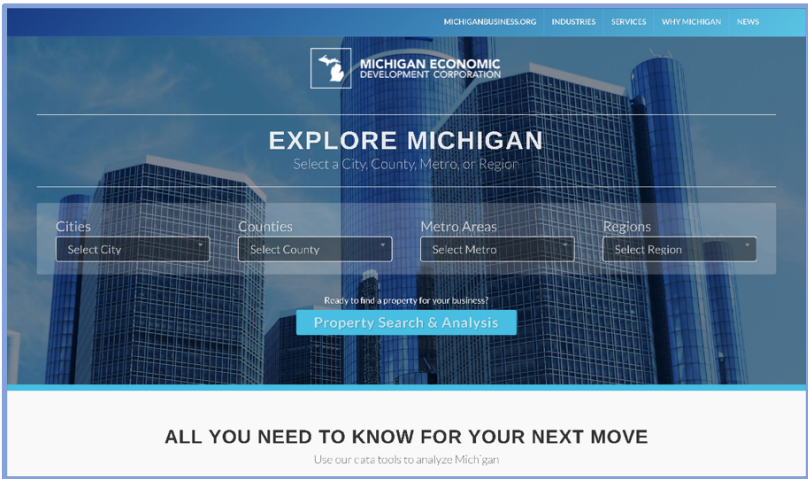 MICHIGANBUSINESS.ORG INDUSTRIES SERVICES WHY MICHIGAN NEWS
MICHIGAN ECONOMIC
DEVELOPMENT CORPORATION
EXPLORE MICHIGAN
Select a City, County, Metro, or Region
Cities Counties Metro Areas Regions
Select City Select County Select Metro Select Region
Ready to find a property for your business?
Property Search & Analysis
ALL YOU NEED TO KNOW FOR YOUR NEXT MOVE
Use our data tools to analyze Michigan